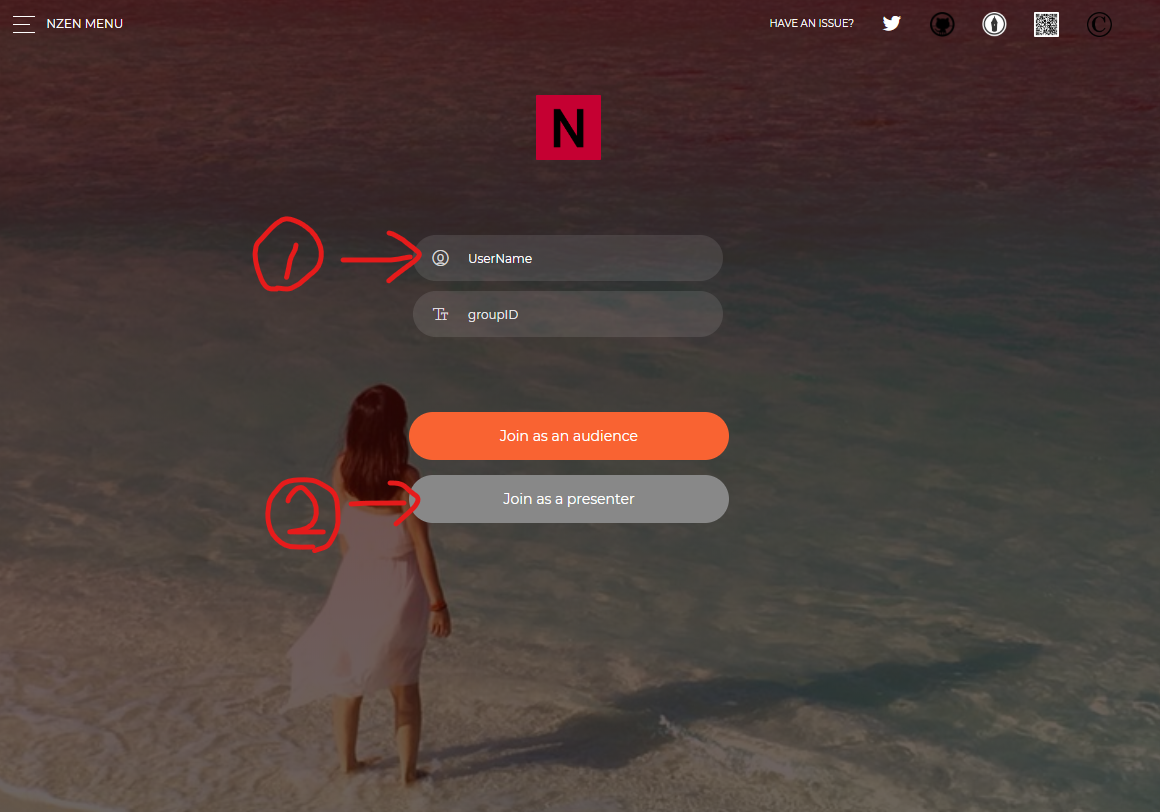 NZEN MENU
HAVE AN ISSUE?
C
N
1
UserName
groupID
Join as an audience
2
Join as a presenter